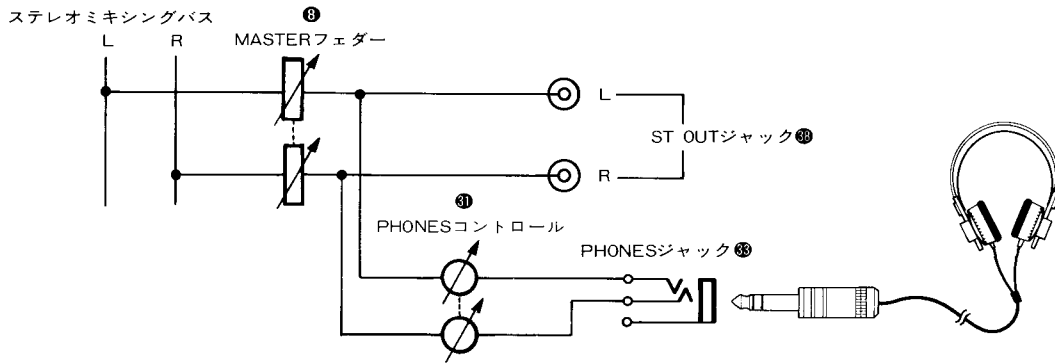 ステレオミキシングバス
L R
❽
MASTERフェダー
L
ST OUTジャック㊳
R
㉛
PHONESコントロール
PHONESジャック㉝